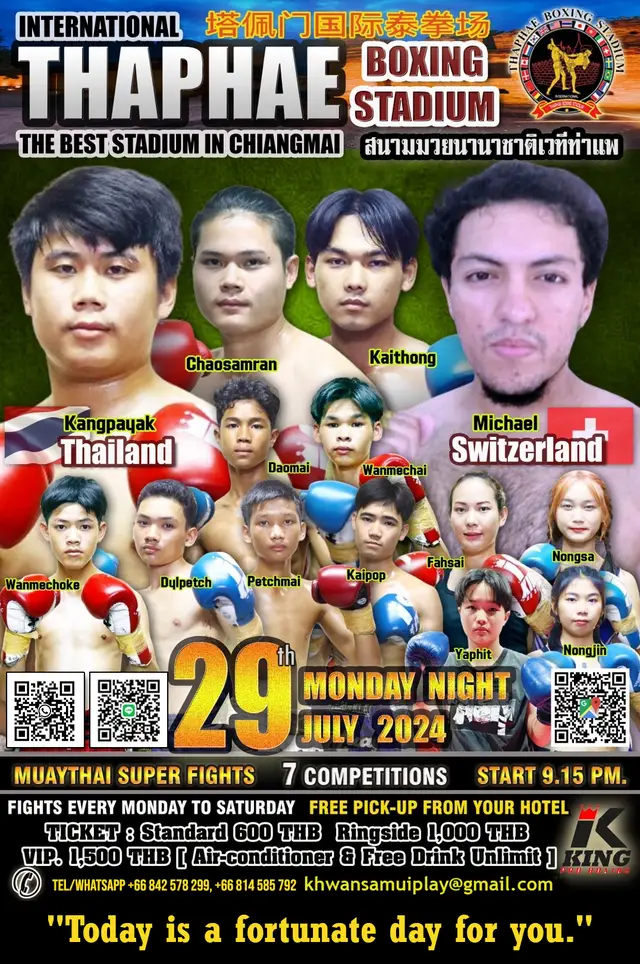 INTERNATIONAL
塔佩门国际泰拳场
THAPHAE
BOXING
STADIUM
THAPHAE BOXING STADIUM
THE BEST STADIUM IN CHIANGMAI
สนามมวยนานาชาติเวทีท่าแพ
Chaosamran
Kaithong
Kangpayak
Thailand
Michael
Switzerland
Daomai
Wanmechai
Wanmechoke
Dylpetch
Petchmai
Kaipop
Fahsai
Nongsa
Yaphit
Nongjin
29th
MONDAY NIGHT
JULY 2024
MUAYTHAI SUPER FIGHTS 7 COMPETITIONS START 9.15 PM.
FIGHTS EVERY MONDAY TO SATURDAY FREE PICK-UP FROM YOUR HOTEL
TICKET : Standard 600 THB Ringside 1,000 THB
VIP. 1,500 THB [ Air-conditioner & Free Drink Unlimit ]
K
KING
TEL/WHATSAPP +66 842 578 299, +66 814 585 792 khwansamuiplay@gmail.com
"Today is a fortunate day for you."